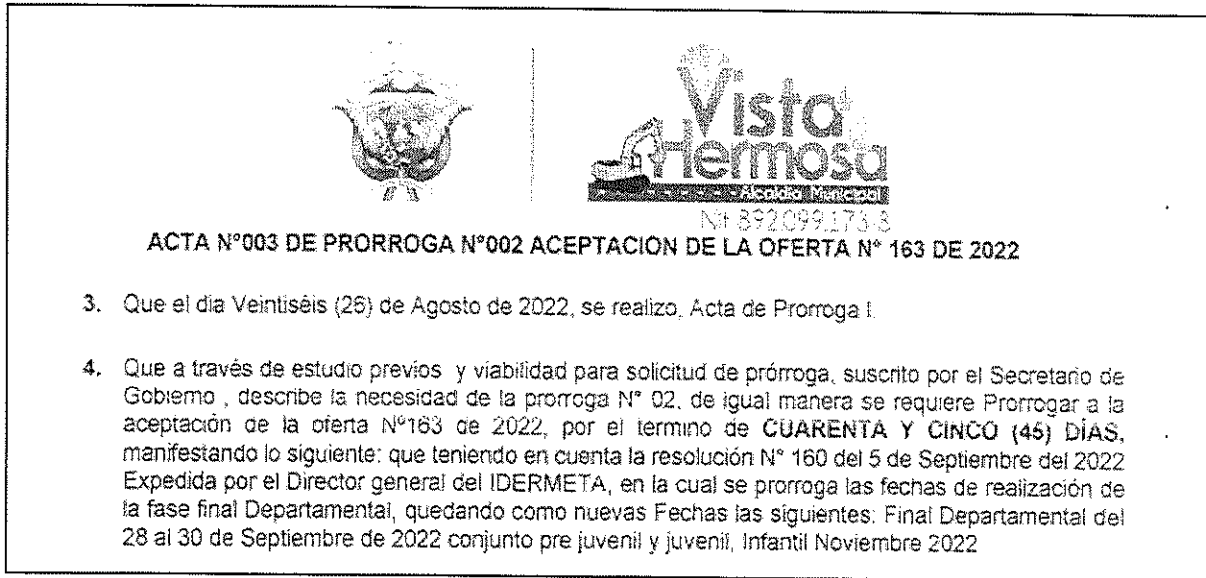 Vista
Hermosa
Alcaldia Municipal
Nit 892.099.173-8
ACTA N°003 DE PRORROGA N°002 ACEPTACION DE LA OFERTA N° 163 DE 2022
3. Que el dia Veintiséis (26) de Agosto de 2022, se realizo, Acta de Prorroga I.
4. Que a través de estudio previos y viabilidad para solicitud de prórroga, suscrito por el Secretario de
Gobierno , describe la necesidad de la prorroga N° 02, de igual manera se requiere Prorrogar a la
aceptación de la oferta N°163 de 2022, por el termino de CUARENTA Y CINCO (45) DÍAS,
manifestando lo siguiente: que teniendo en cuenta la resolución N° 160 del 5 de Septiembre del 2022
Expedida por el Director general del IDERMETA, en la cual se prorroga las fechas de realización de
la fase final Departamental, quedando como nuevas Fechas las siguientes: Final Departamental del
28 al 30 de Septiembre de 2022 conjunto pre juvenil y juvenil, Infantil Noviembre 2022